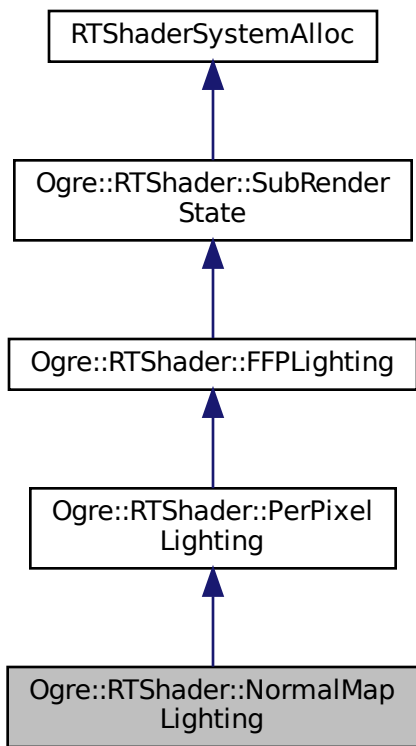 RTShaderSystemAlloc
Ogre::RTShader::SubRender
State
Ogre::RTShader::FFPLighting
Ogre::RTShader::PerPixel
Lighting
Ogre::RTShader::NormalMap
Lighting